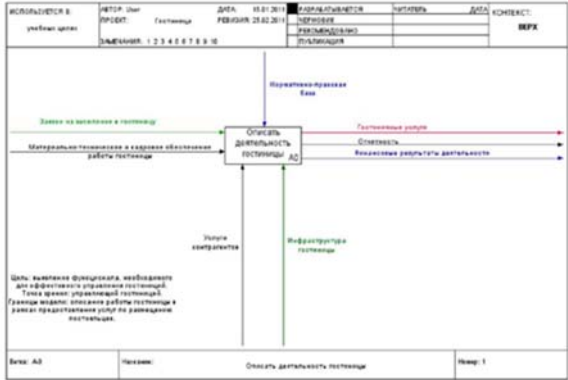 ИСПОЛЬЗУЕТСЯ В:
учебных целях
АВТОР: User
ПРОЕКТ: Гостиница
ДАТА: 15.01.2011
РЕВИЗИЯ: 25.02.2011
ЗАМЕЧАНИЯ: 1 2 3 4 5 6 7 8 9 10
РАЗРАБАТЫВАЕТСЯ
ЧЕРНОВИК
РЕКОМЕНДОВАНО
ПУБЛИКАЦИЯ
ЧИТАТЕЛЬ
ДАТА
КОНТЕКСТ:
ВЕРХ
Нормативно-правовая
база
Заявки на заселение в гостиницу
Материально-техническое и кадровое обеспечение
работы гостиницы
Описать
деятельность
гостиницы
A0
Гостиничные услуги
Отчетность
Финансовые результаты деятельности
Услуги
контрагентов
Инфраструктура
гостиницы
Цель: выявление функционала, необходимого
для эффективного управления гостиницей.
Точка зрения: управляющий гостиницей.
Границы модели: описание работы гостиницы в
рамках предоставления услуг по размещению
постояльцев.
Ветка: A-0
Название:
Описать деятельность гостиницы
Номер: 1